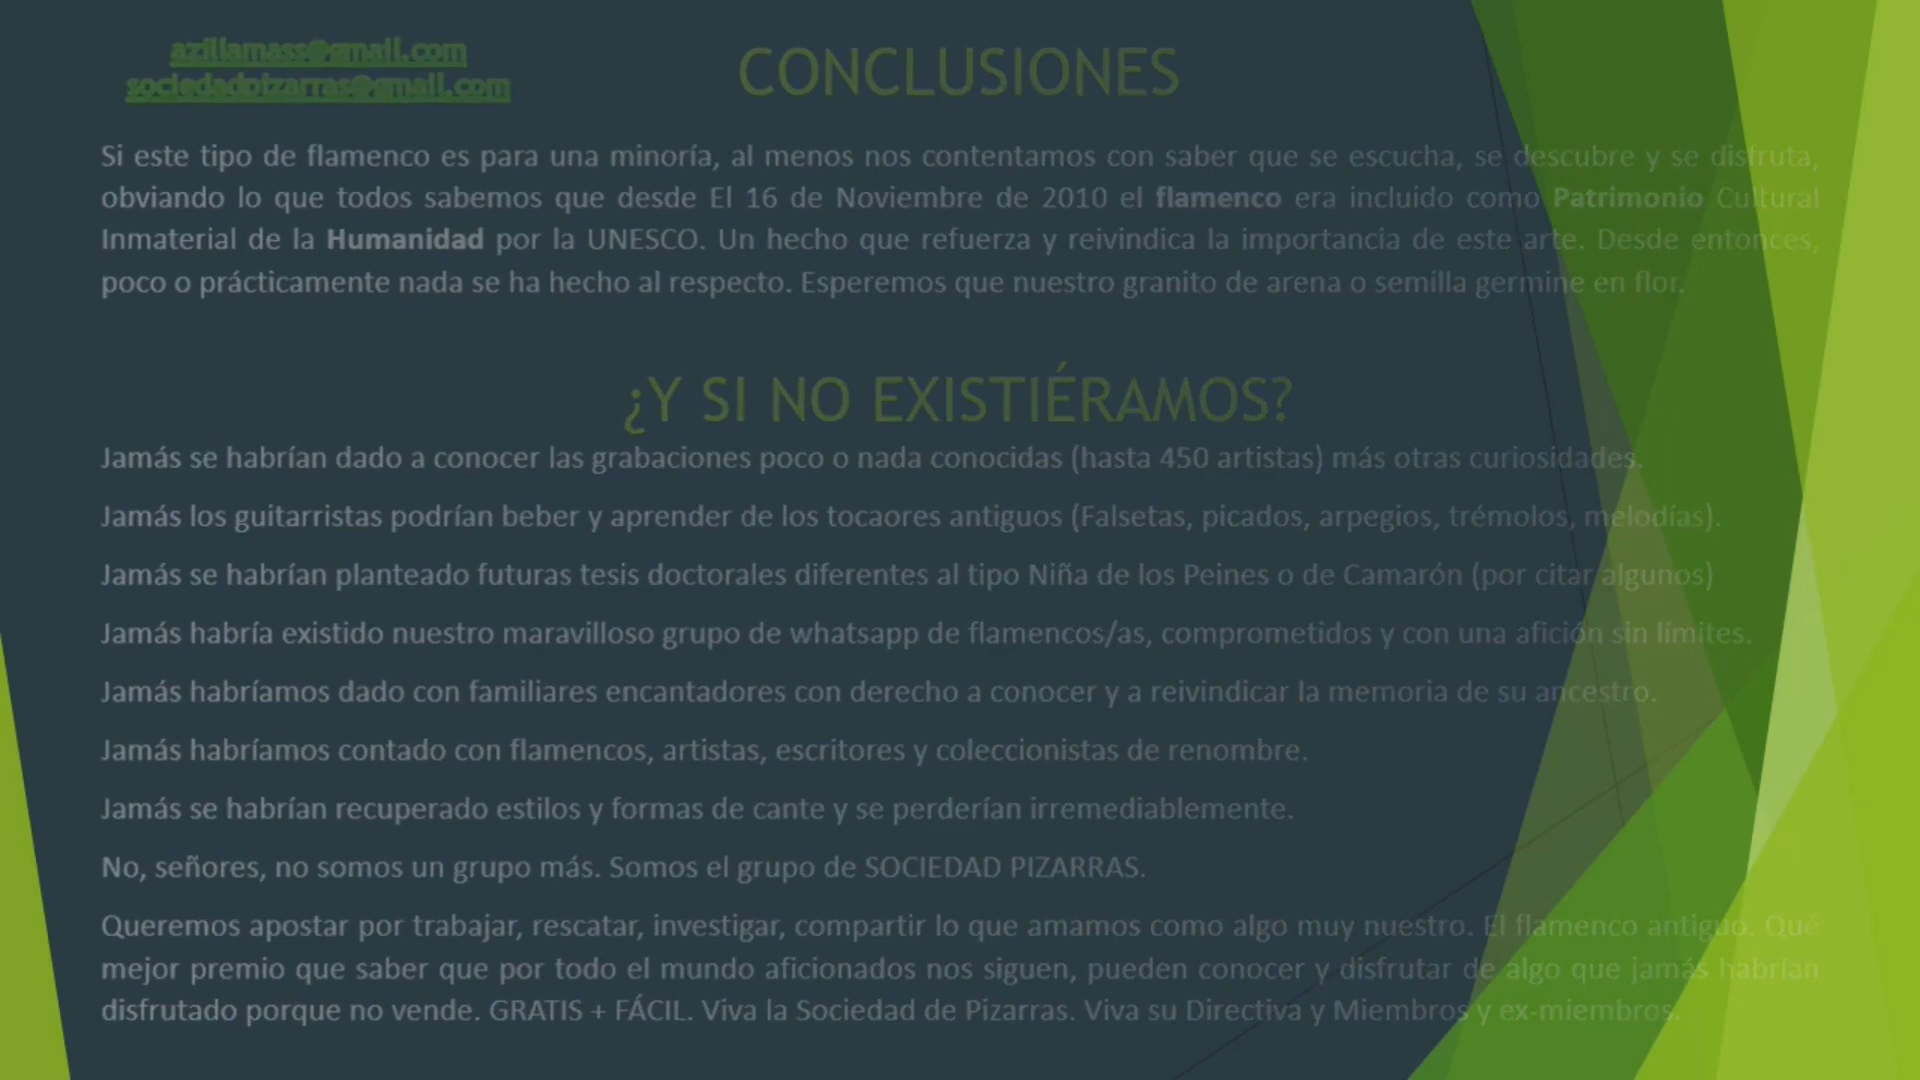 azillamass@gmail.com
sociedadpizarras@gmail.com
CONCLUSIONES
Si este tipo de flamenco es para una minoría, al menos nos contentamos con saber que se escucha, se descubre y se disfruta,
obviando lo que todos sabemos que desde El 16 de Noviembre de 2010 el flamenco era incluido como Patrimonio Cultural
Inmaterial de la Humanidad por la UNESCO. Un hecho que refuerza y reivindica la importancia de este arte. Desde entonces,
poco o prácticamente nada se ha hecho al respecto. Esperemos que nuestro granito de arena o semilla germine en flor.
¿Y SI NO EXISTIÉRAMOS?
Jamás se habrían dado a conocer las grabaciones poco o nada conocidas (hasta 450 artistas) más otras curiosidades.
Jamás los guitarristas podrían beber y aprender de los tocaores antiguos (Falsetas, picados, arpegios, trémolos, melodías).
Jamás se habrían planteado futuras tesis doctorales diferentes al tipo Niña de los Peines o de Camarón (por citar algunos)
Jamás habría existido nuestro maravilloso grupo de whatsapp de flamencos/as, comprometidos y con una afición sin límites.
Jamás habríamos dado con familiares encantadores con derecho a conocer y a reivindicar la memoria de su ancestro.
Jamás habríamos contado con flamencos, artistas, escritores y coleccionistas de renombre.
Jamás se habrían recuperado estilos y formas de cante y se perderían irremediablemente.
No, señores, no somos un grupo más. Somos el grupo de SOCIEDAD PIZARRAS.
Queremos apostar por trabajar, rescatar, investigar, compartir lo que amamos como algo muy nuestro. El flamenco antiguo. Qué
mejor premio que saber que por todo el mundo aficionados nos siguen, pueden conocer y disfrutar de algo que jamás habrían
disfrutado porque no vende. GRATIS + FÁCIL. Viva la Sociedad de Pizarras. Viva su Directiva y Miembros y ex-miembros.